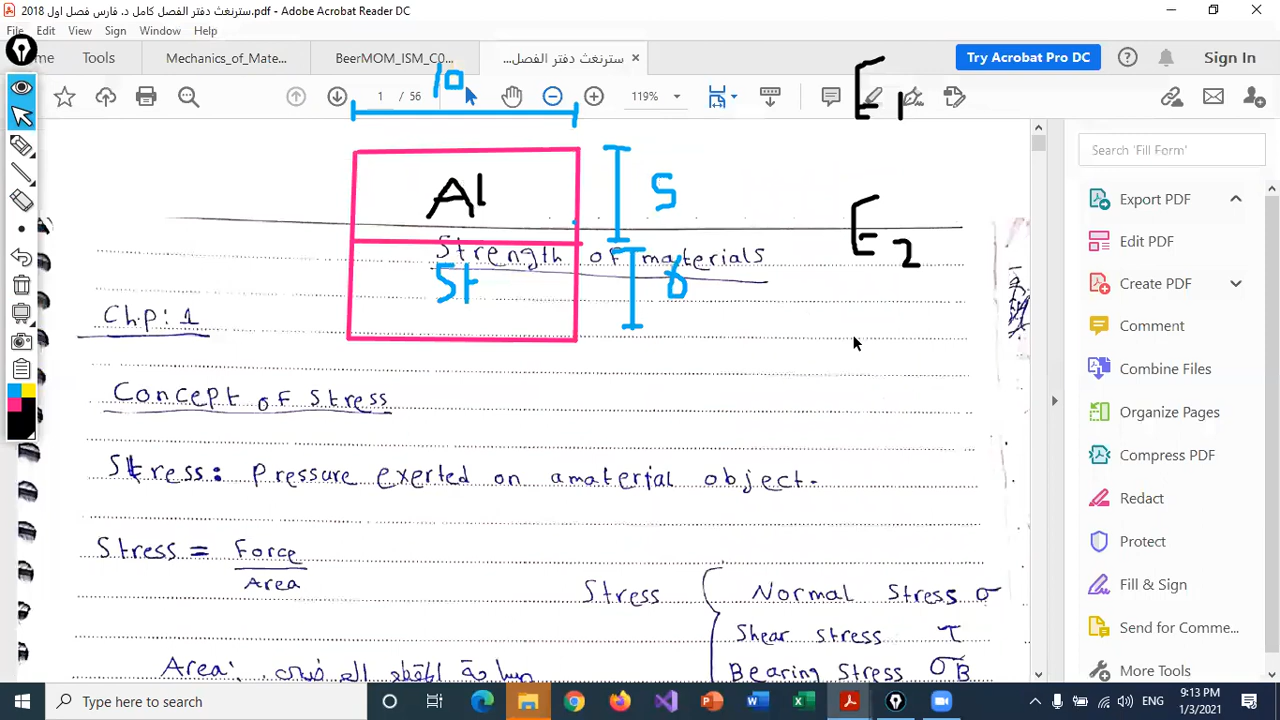 سترنغث دفتر الفصل كامل د. فارس فصل اول 2018.pdf - Adobe Acrobat Reader DC
File Edit View Sign Window Help
me Tools Mechanics_of_Mate... BeerMOM_ISM_C0... سترنغث دفتر الفصل... × Try Acrobat Pro DC Sign In
1 / 56 119%
10
E1
Al
5
E2
Strength of materials
St
Ch.p: 1
Concept of Stress
Stress: Pressure exerted on a material object.
Stress = Force
Area
Stress
Normal Stress σ
Shear stress τ
Bearing Stress σB
Area:
Search 'Fill Form'
Export PDF
Edit PDF
Create PDF
Comment
Combine Files
Organize Pages
Compress PDF
Redact
Protect
Fill & Sign
Send for Comme...
More Tools
Type here to search
ENG
9:13 PM
1/3/2021